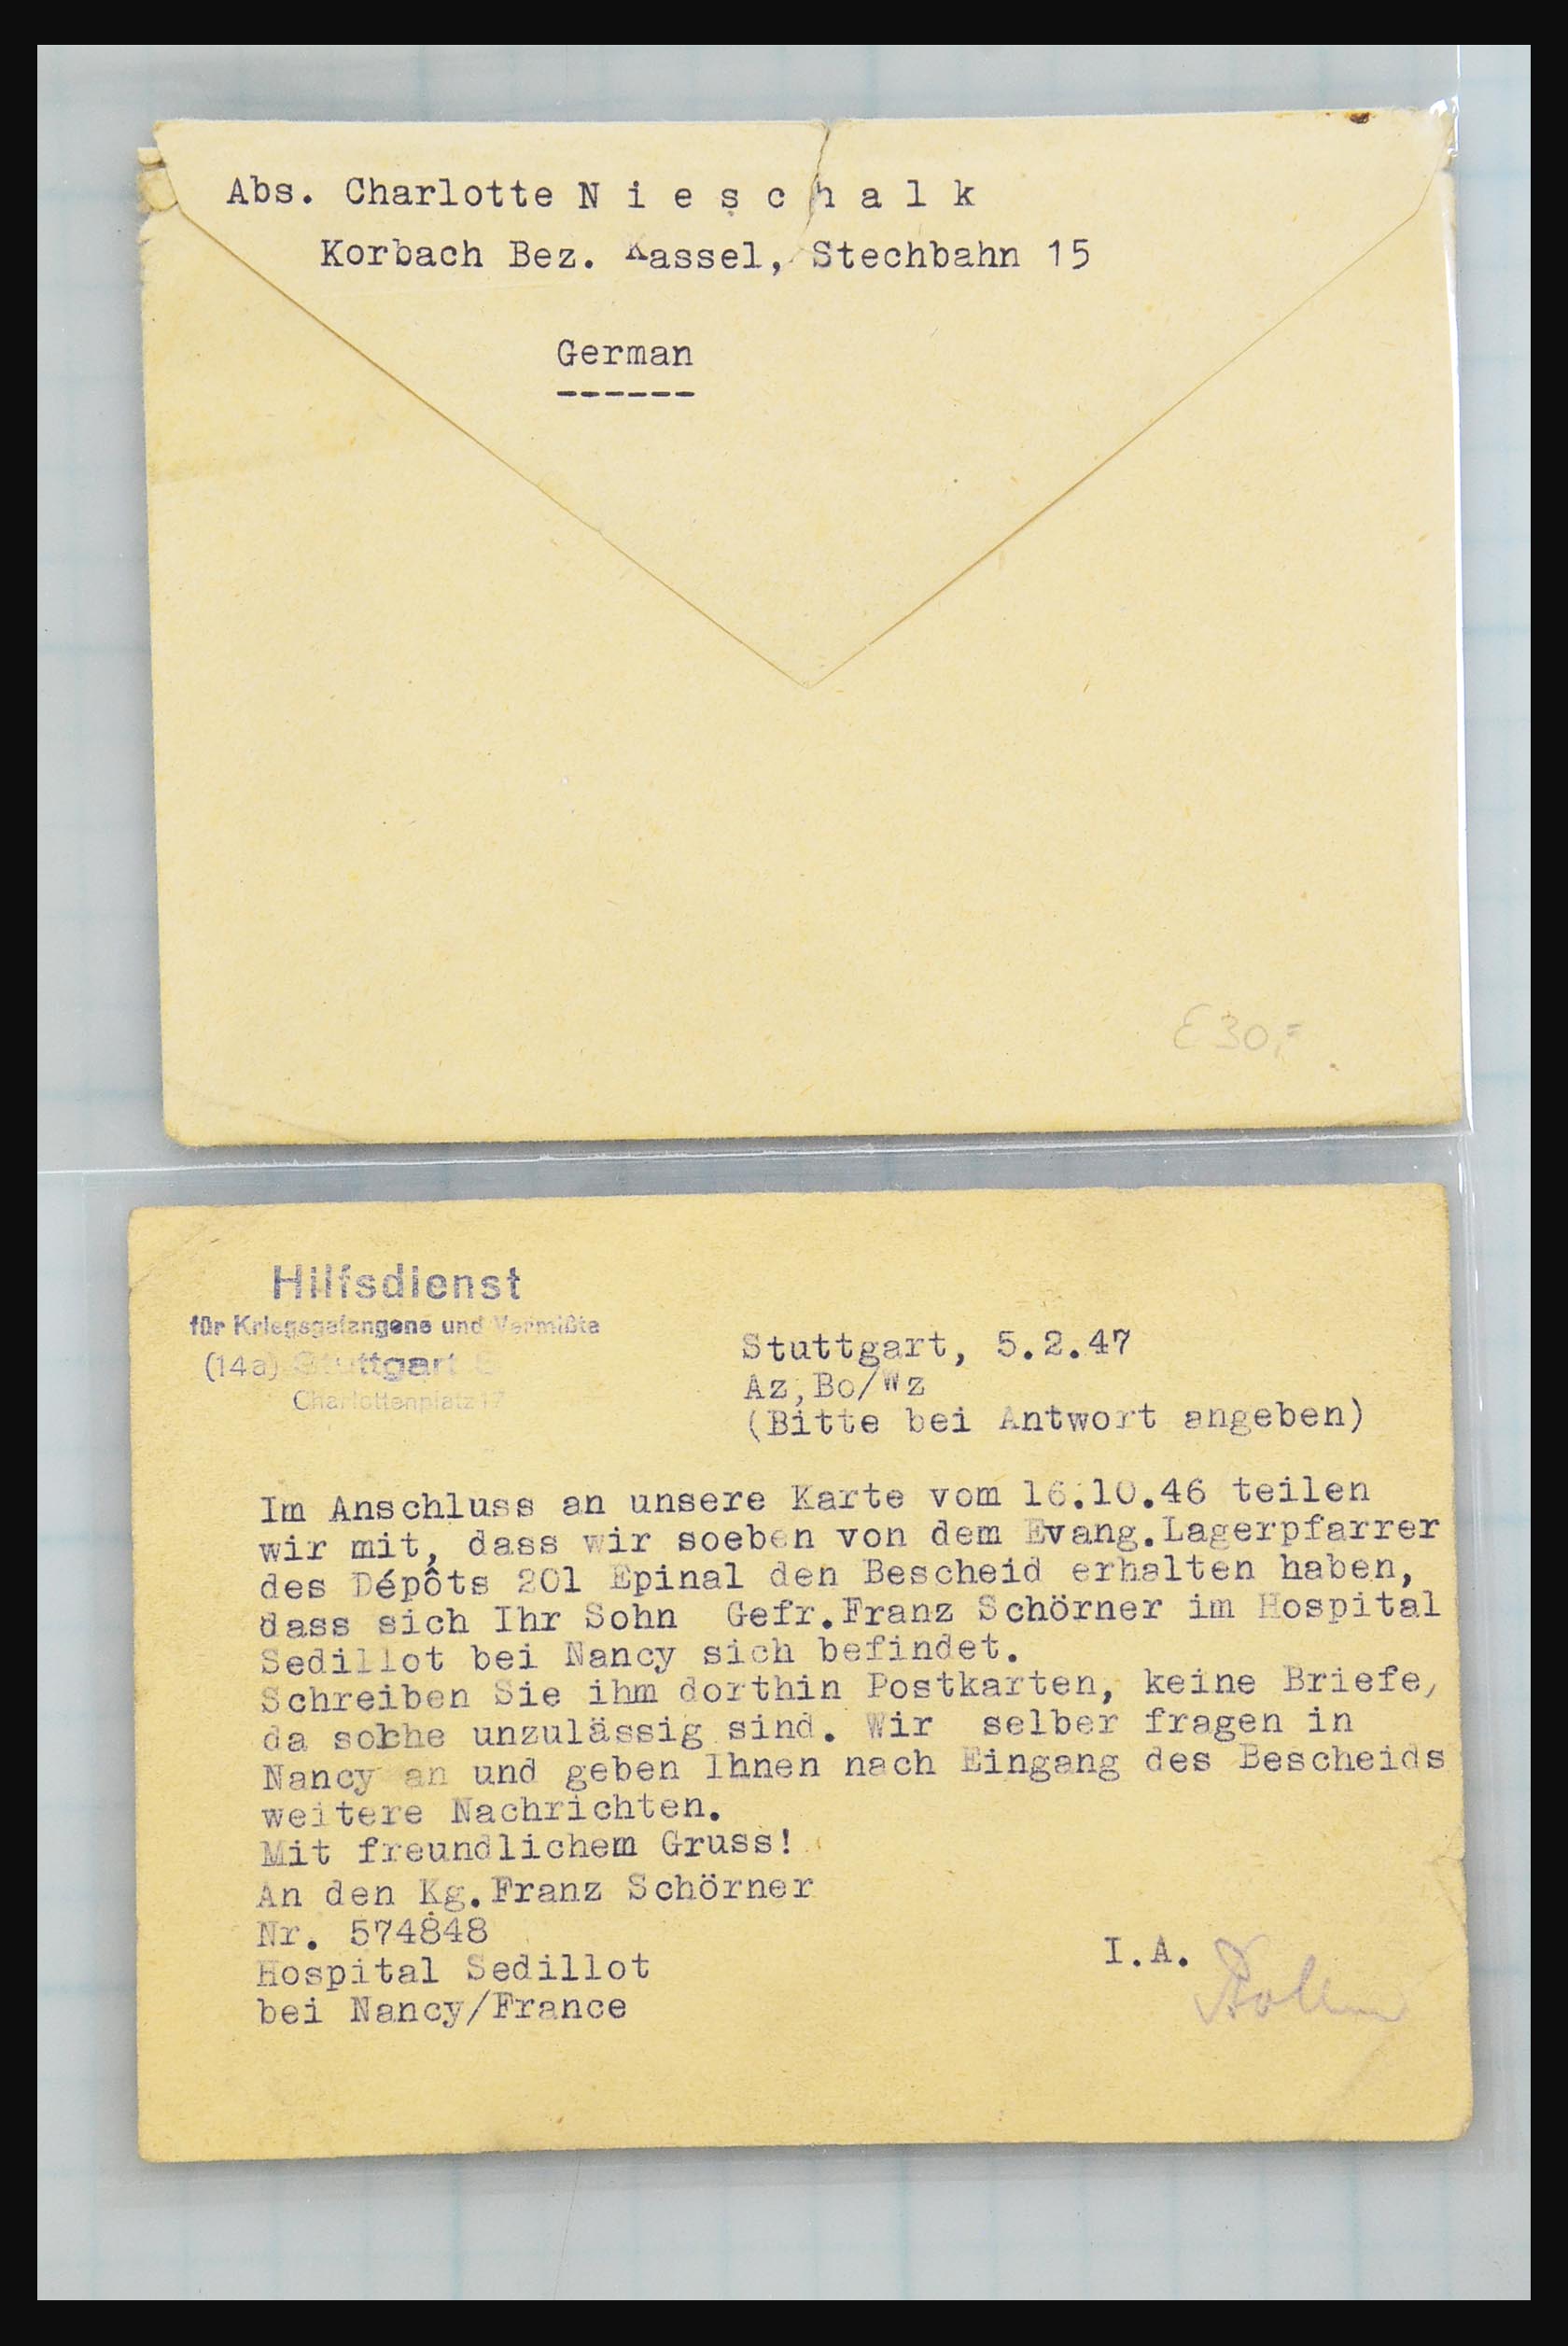 Abs. Charlotte N i e s c h a l k
Korbach Bez. Kassel, Stechbahn 15
German
------
£30,=
Hilfsdienst
für Kriegsgefangene und Vermißte
(14a) Stuttgart S
Charlottenplatz 17
Stuttgart, 5.2.47
Az,Bo/Wz
(Bitte bei Antwort angeben)
Im Anschluss an unsere Karte vom 16.10.46 teilen
wir mit, dass wir soeben von dem Evang.Lagerpfarrer
des Dépôts 201 Epinal den Bescheid erhalten haben,
dass sich Ihr Sohn Gefr.Franz Schörner im Hospital
Sedillot bei Nancy sich befindet.
Schreiben Sie ihm dorthin Postkarten, keine Briefe,
da solche unzulässig sind. Wir selber fragen in
Nancy an und geben Ihnen nach Eingang des Bescheids
weitere Nachrichten.
Mit freundlichem Gruss!
An den Kg.Franz Schörner
Nr. 574848
Hospital Sedillot
bei Nancy/France
I.A.